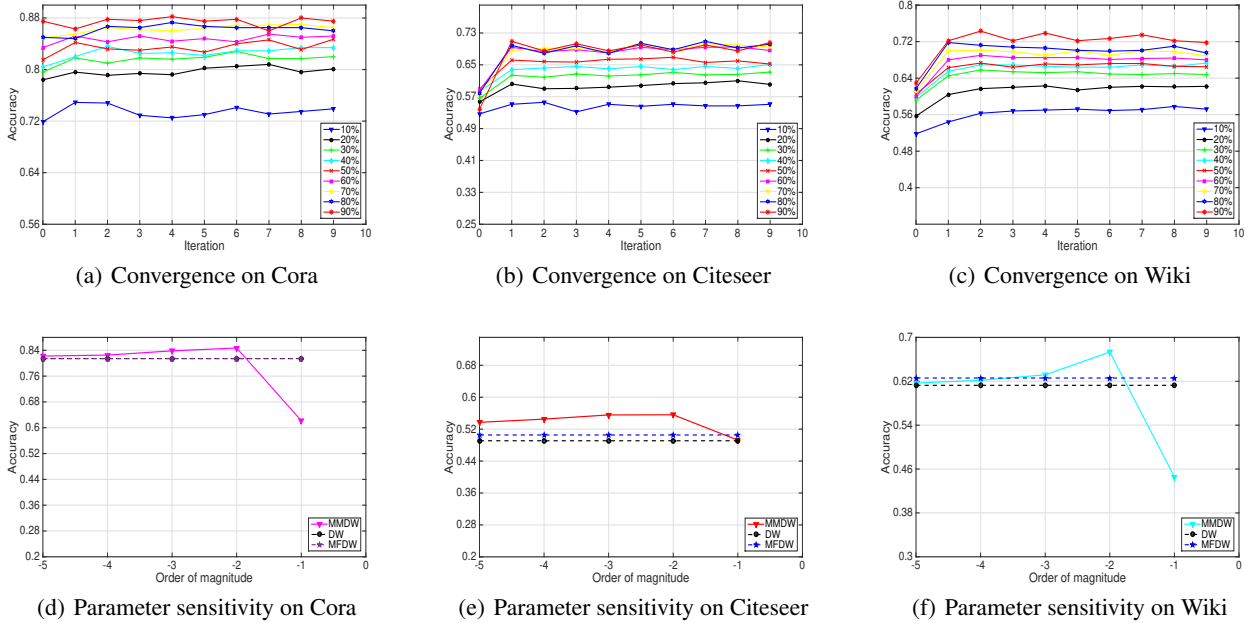 0.88
0.8
0.72
0.64
0.56
Accuracy
0 1 2 3 4 5 6 7 8 9 10
Iteration
10%
20%
30%
40%
50%
60%
70%
80%
90%
(a) Convergence on Cora
0.73
0.65
0.57
0.49
0.41
0.33
0.25
Accuracy
0 1 2 3 4 5 6 7 8 9 10
Iteration
10%
20%
30%
40%
50%
60%
70%
80%
90%
(b) Convergence on Citeseer
0.8
0.72
0.64
0.56
0.48
0.4
Accuracy
0 1 2 3 4 5 6 7 8 9 10
Iteration
10%
20%
30%
40%
50%
60%
70%
80%
90%
(c) Convergence on Wiki
0.84
0.76
0.68
0.6
0.52
0.44
0.36
0.28
0.2
Accuracy
-5 -4 -3 -2 -1 0
Order of magnitude
MMDW
DW
MFDW
(d) Parameter sensitivity on Cora
0.68
0.6
0.52
0.44
0.36
0.28
0.2
Accuracy
-5 -4 -3 -2 -1 0
Order of magnitude
MMDW
DW
MFDW
(e) Parameter sensitivity on Citeseer
0.7
0.62
0.54
0.46
0.38
0.3
Accuracy
-5 -4 -3 -2 -1 0
Order of magnitude
MMDW
DW
MFDW
(f) Parameter sensitivity on Wiki